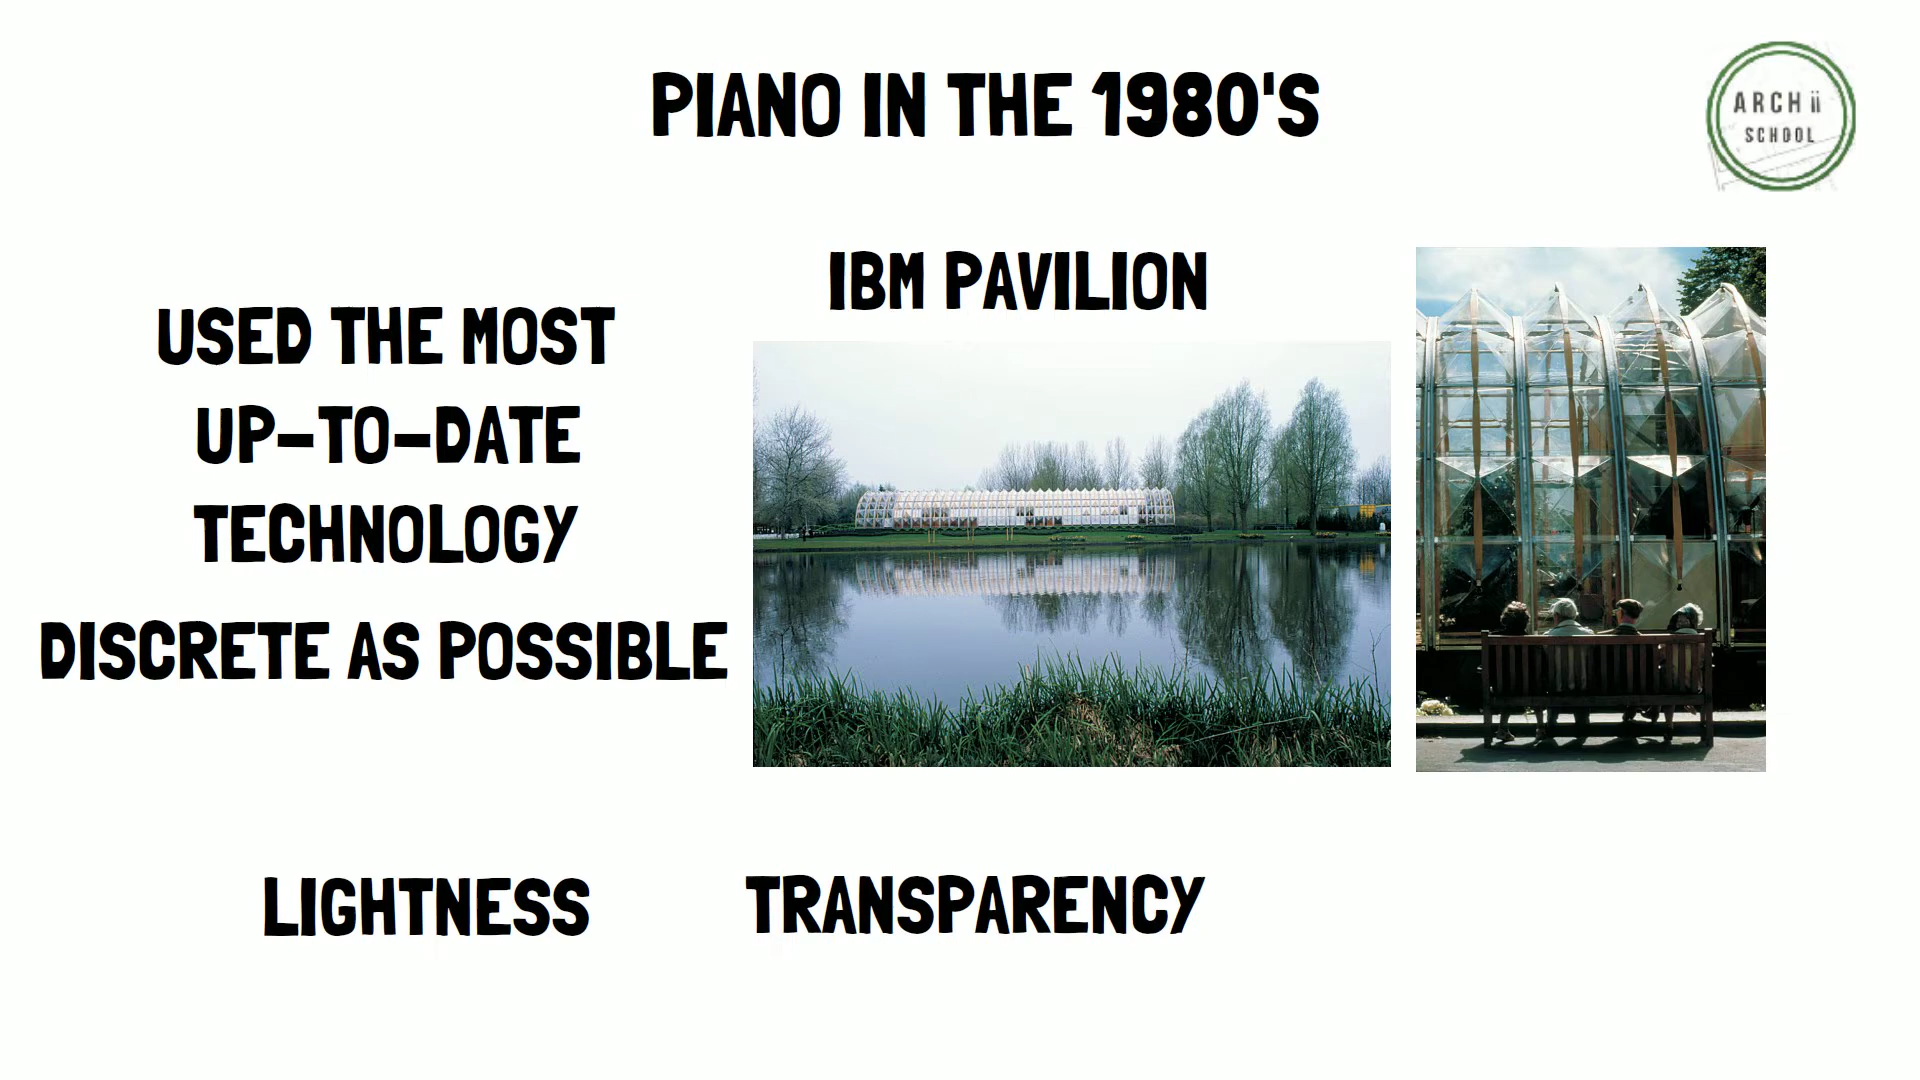 PIANO IN THE 1980'S
ARCH ii
SCHOOL
IBM PAVILION
USED THE MOST
UP-TO-DATE
TECHNOLOGY
DISCRETE AS POSSIBLE
LIGHTNESS
TRANSPARENCY